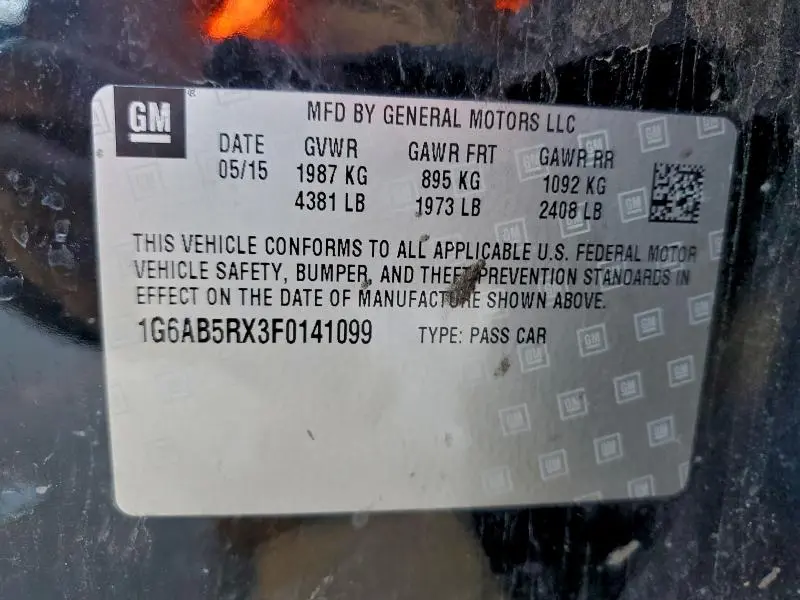 GM
MFD BY GENERAL MOTORS LLC
DATE GVWR GAWR FRT GAWR RR
05/15 1987 KG 895 KG 1092 KG
4381 LB 1973 LB 2408 LB
THIS VEHICLE CONFORMS TO ALL APPLICABLE U.S. FEDERAL MOTOR
VEHICLE SAFETY, BUMPER, AND THEFT PREVENTION STANDARDS IN
EFFECT ON THE DATE OF MANUFACTURE SHOWN ABOVE.
1G6AB5RX3F0141099 TYPE: PASS CAR